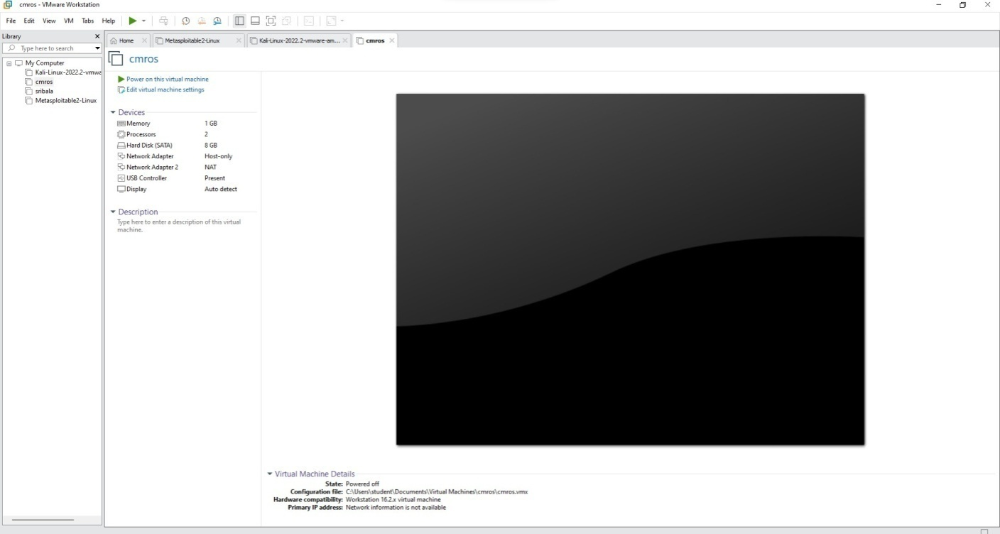 cmros - VMware Workstation
File Edit View VM Tabs Help
Library
Type here to search
My Computer
Kali-Linux-2022.2-vmwa
cmros
sribala
Metasploitable2-Linux
Home Metasploitable2-Linux Kali-Linux-2022.2-vmware-am... cmros
cmros
Power on this virtual machine
Edit virtual machine settings
Devices
Memory 1 GB
Processors 2
Hard Disk (SATA) 8 GB
Network Adapter Host-only
Network Adapter 2 NAT
USB Controller Present
Display Auto detect
Description
Type here to enter a description of this virtual
machine.
Virtual Machine Details
State: Powered off
Configuration file: C:\Users\student\Documents\Virtual Machines\cmros\cmros.vmx
Hardware compatibility: Workstation 16.2.x virtual machine
Primary IP address: Network information is not available